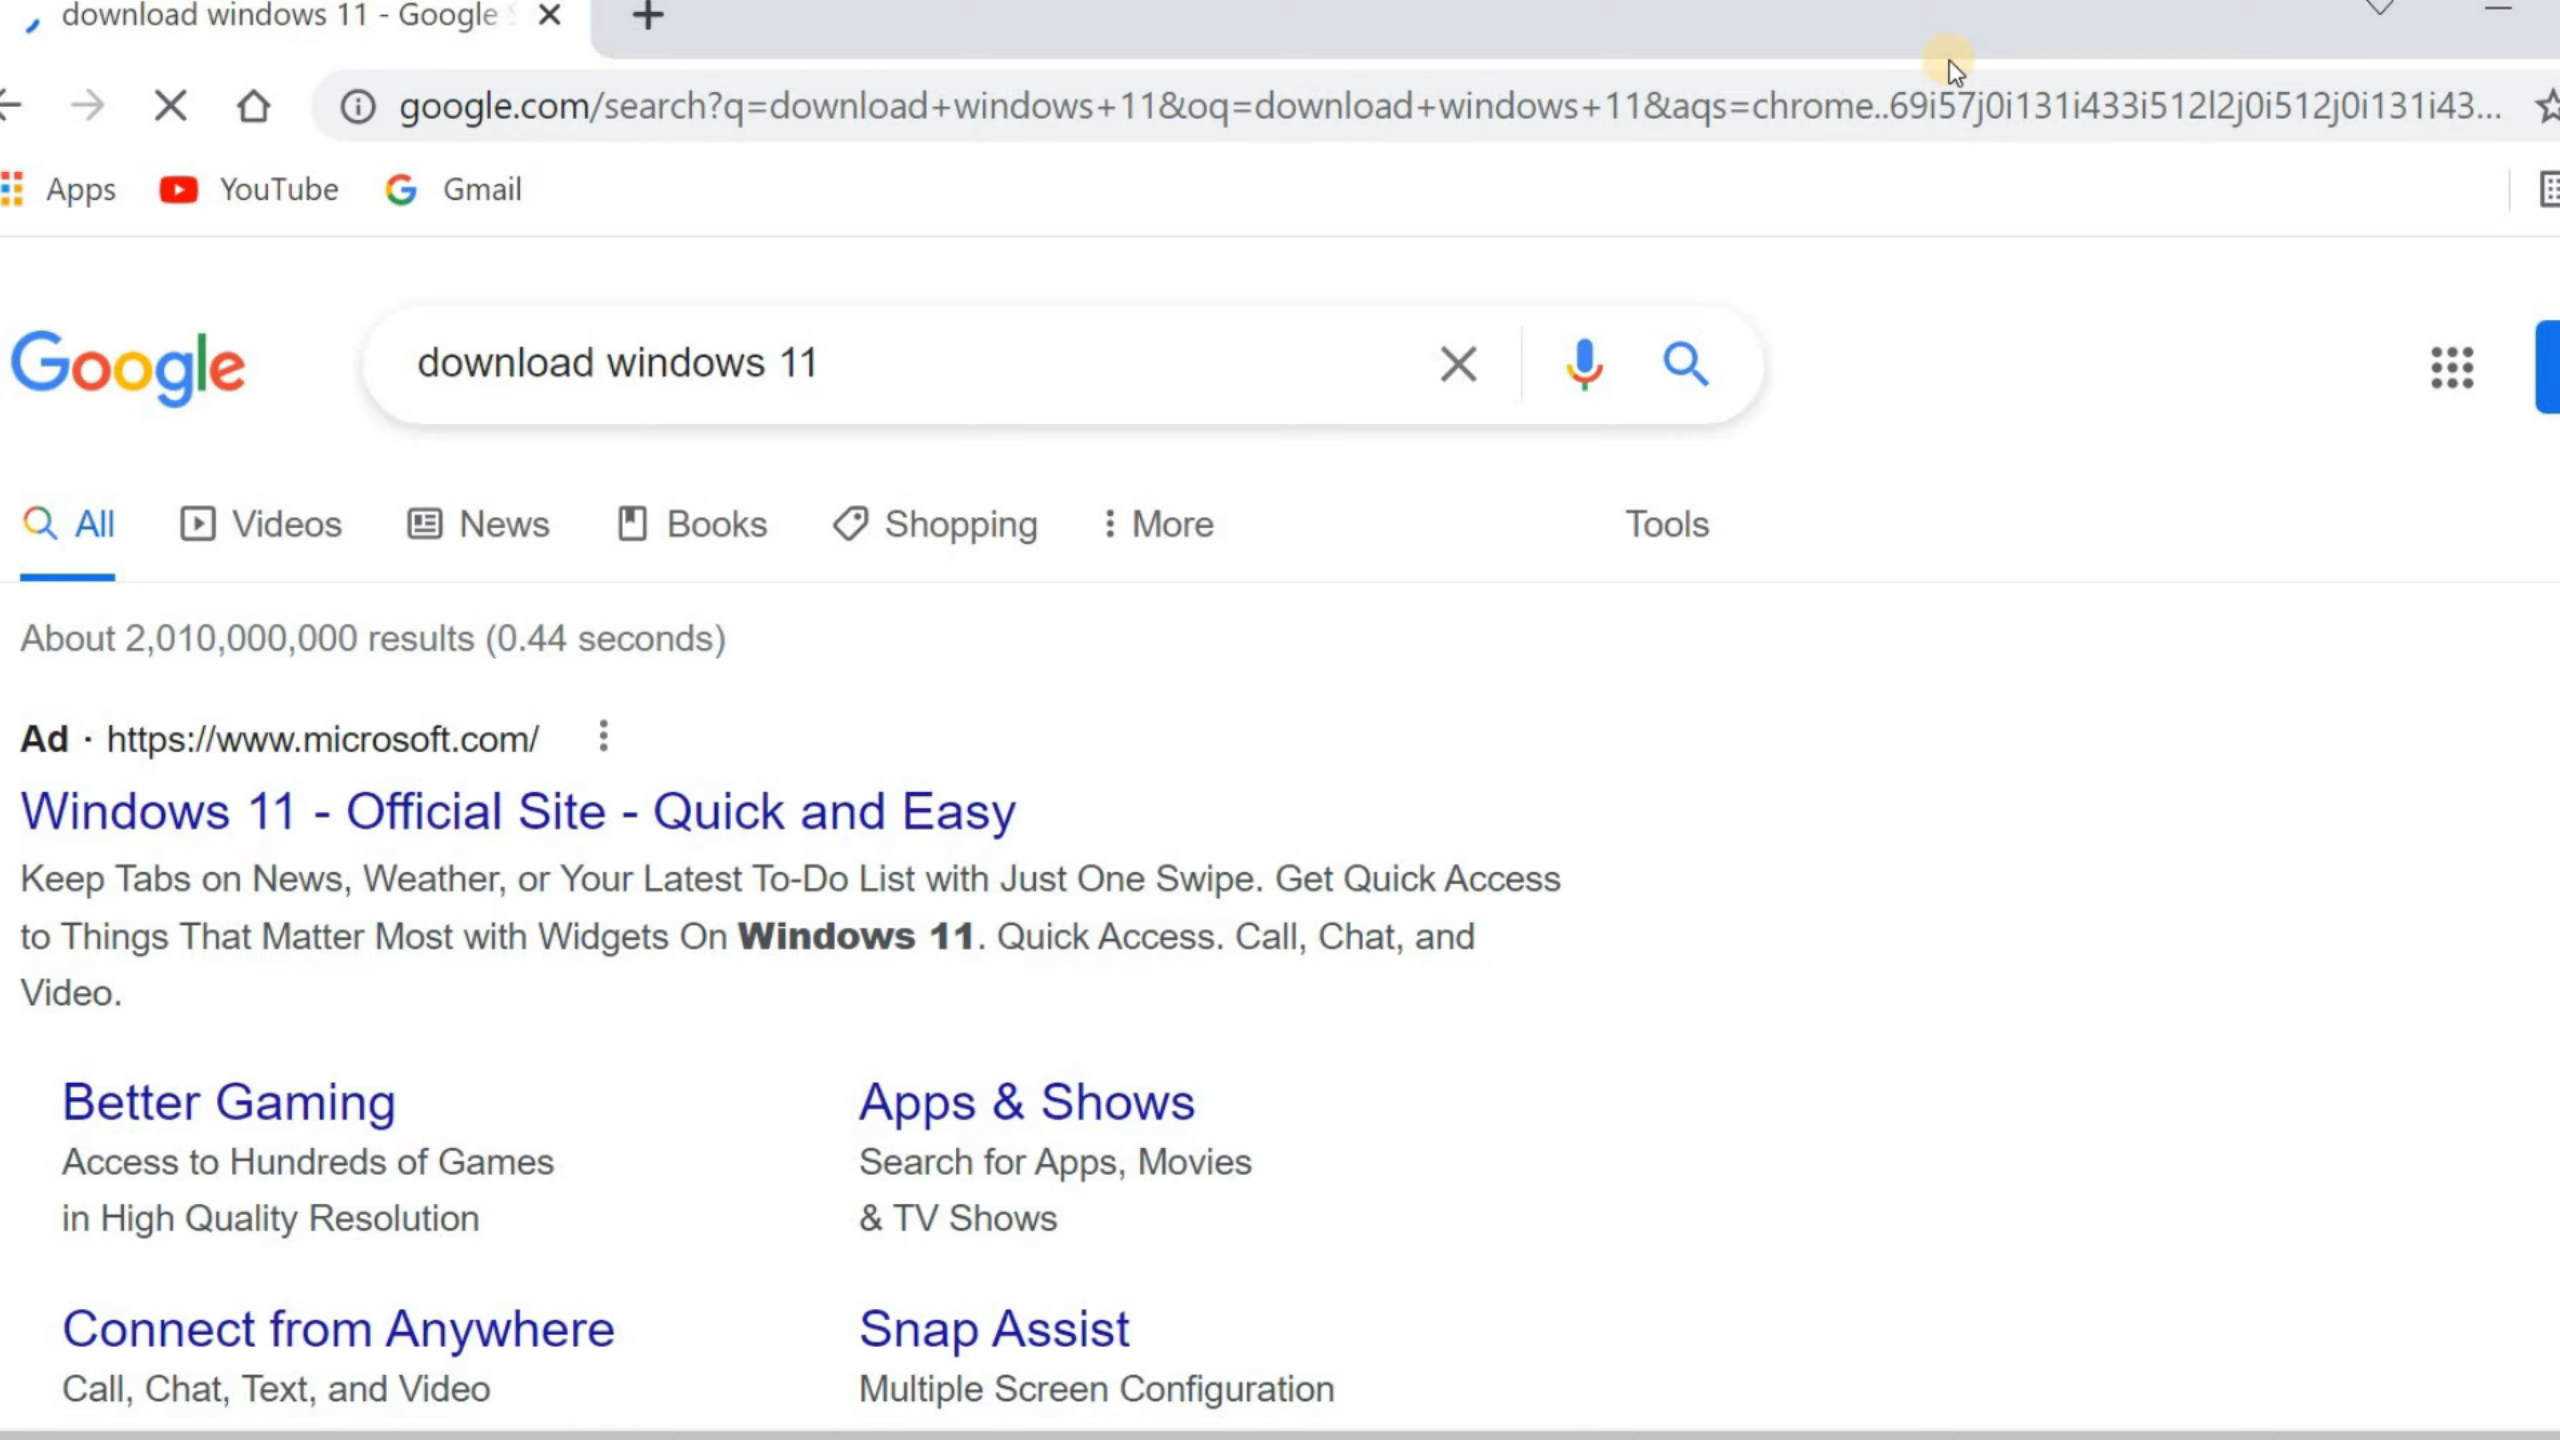 download windows 11 - Google
google.com/search?q=download+windows+11&oq=download+windows+11&aqs=chrome..69i57j0i131i433i512l2j0i512j0i131i43...
Apps YouTube Gmail
Google download windows 11
All Videos News Books Shopping More Tools
About 2,010,000,000 results (0.44 seconds)
Ad · https://www.microsoft.com/
Windows 11 - Official Site - Quick and Easy
Keep Tabs on News, Weather, or Your Latest To-Do List with Just One Swipe. Get Quick Access
to Things That Matter Most with Widgets On Windows 11. Quick Access. Call, Chat, and
Video.
Better Gaming
Access to Hundreds of Games
in High Quality Resolution
Apps & Shows
Search for Apps, Movies
& TV Shows
Connect from Anywhere
Call, Chat, Text, and Video
Snap Assist
Multiple Screen Configuration